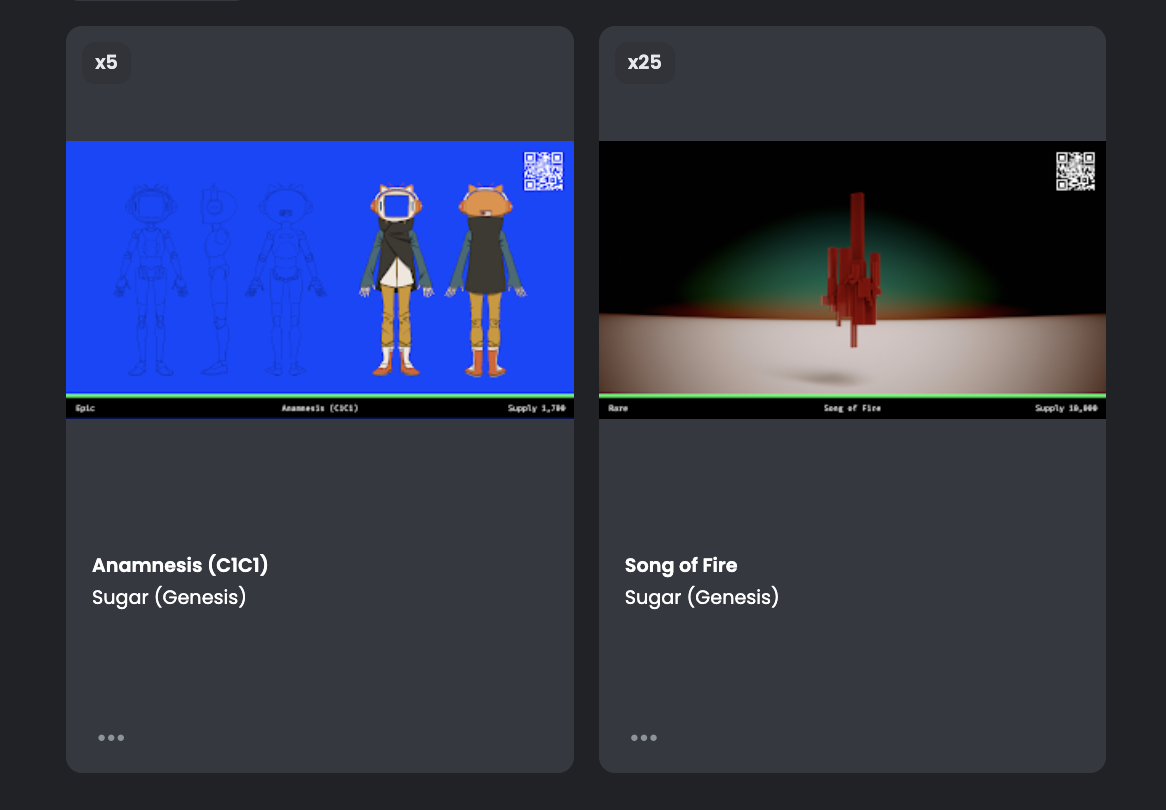 x5
Epic
Anamnesis (C1C1)
Supply 1,700
Anamnesis (C1C1)
Sugar (Genesis)
x25
Rare
Song of Fire
Supply 10,000
Song of Fire
Sugar (Genesis)